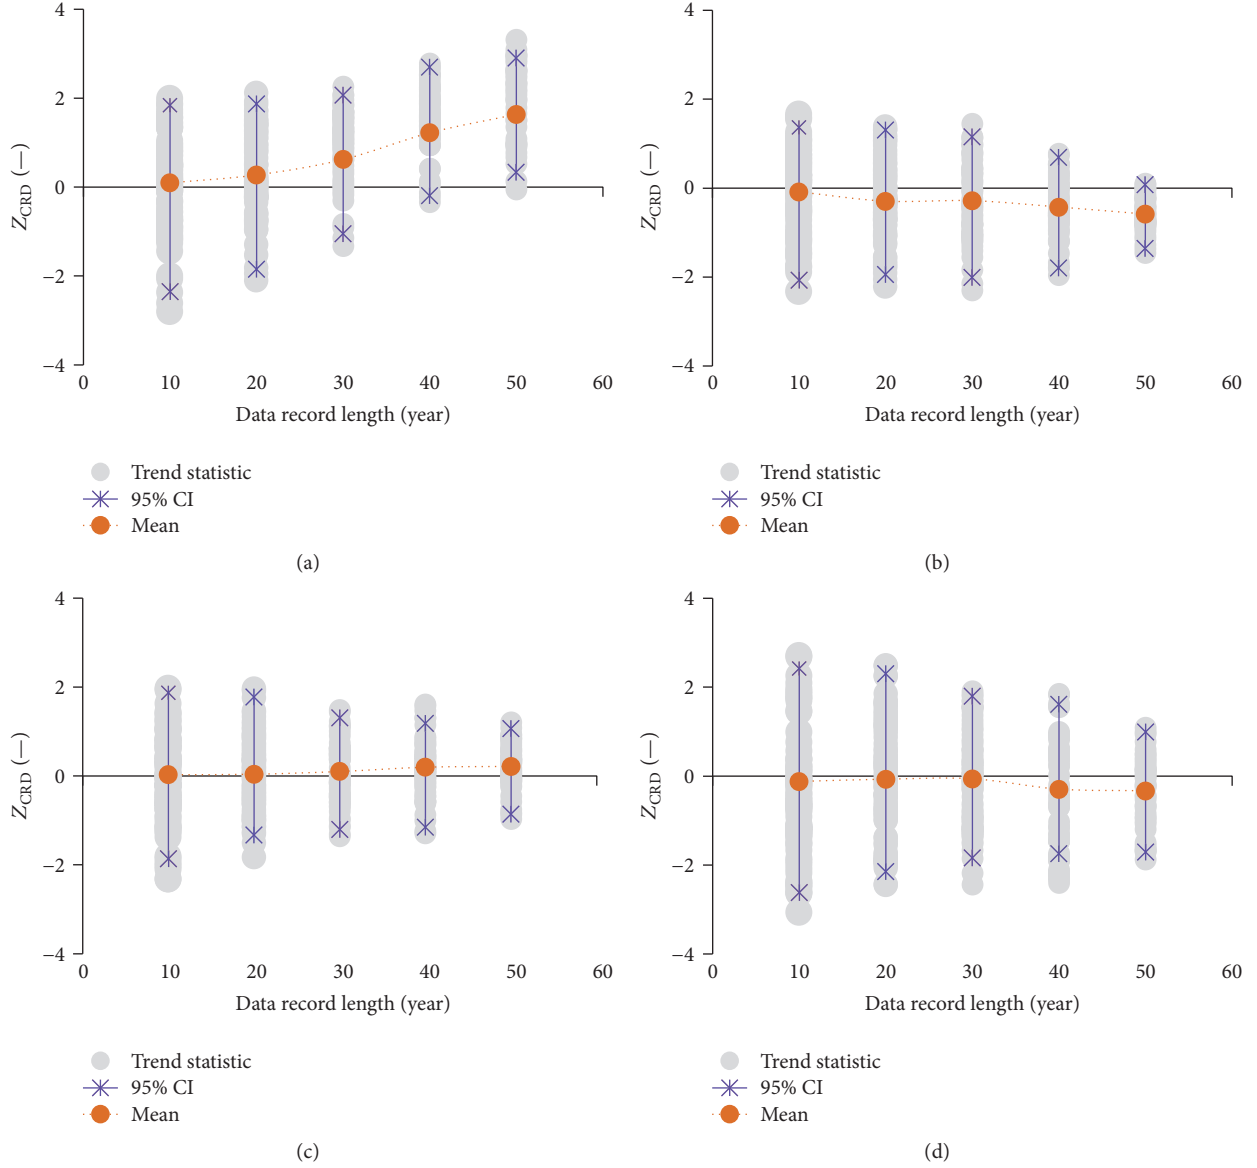 4
2
0
−2
−4
Z_CRD (—)
0 10 20 30 40 50 60
Data record length (year)
Trend statistic
95% CI
Mean
(a)
4
2
0
−2
−4
Z_CRD (—)
0 10 20 30 40 50 60
Data record length (year)
Trend statistic
95% CI
Mean
(b)
4
2
0
−2
−4
Z_CRD (—)
0 10 20 30 40 50 60
Data record length (year)
Trend statistic
95% CI
Mean
(c)
4
2
0
−2
−4
Z_CRD (—)
0 10 20 30 40 50 60
Data record length (year)
Trend statistic
95% CI
Mean
(d)